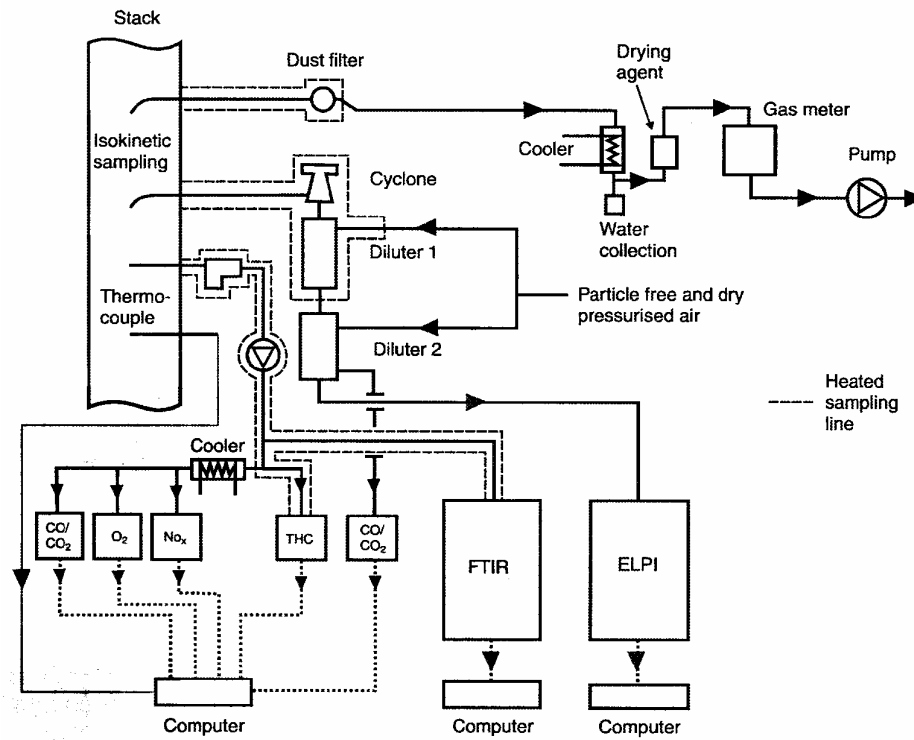 Stack
Dust filter
Drying
agent
Gas meter
Isokinetic
sampling
Cooler
Pump
Cyclone
Water
collection
Diluter 1
Thermo-
couple
Particle free and dry
pressurised air
Diluter 2
Heated
sampling
line
Cooler
CO/
CO₂
O₂
Noₓ
THC
CO/
CO₂
FTIR
ELPI
Computer
Computer
Computer